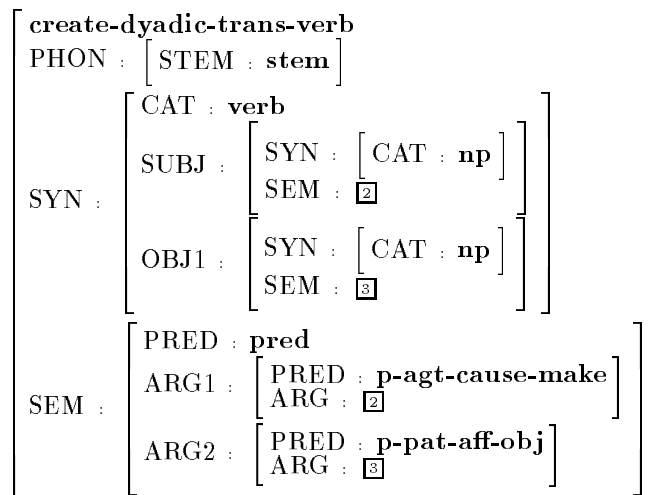 create-dyadic-trans-verb
PHON : [ STEM : stem ]
CAT : verb
SUBJ : [ SYN : [ CAT : np ]
SEM : 2 ]
SYN :
OBJ1 : [ SYN : [ CAT : np ]
SEM : 3 ]
PRED : pred
ARG1 : [ PRED : p-agt-cause-make
ARG : 2 ]
SEM :
ARG2 : [ PRED : p-pat-aff-obj
ARG : 3 ]